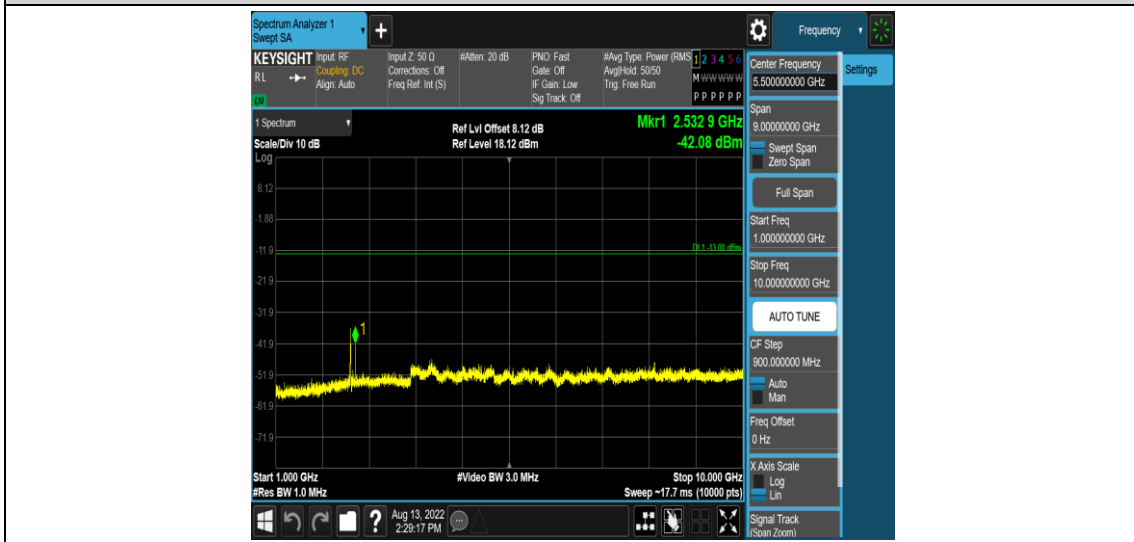 Spectrum Analyzer 1
Swept SA
+
Frequency
KEYSIGHT
RL
LXI
Input: RF
Coupling: DC
Align: Auto
Input Z: 50 Ω
Corrections: Off
Freq Ref: Int (S)
#Atten: 20 dB
PNO: Fast
Gate: Off
IF Gain: Low
Sig Track: Off
#Avg Type: Power (RMS
Avg|Hold: 50/50
Trig: Free Run
1 2 3 4 5 6
M W W W W W
P P P P P P
1 Spectrum
Scale/Div 10 dB
Log
Ref Lvl Offset 8.12 dB
Ref Level 18.12 dBm
Mkr1 2.532 9 GHz
-42.08 dBm
8.12
-1.88
-11.9
DL1 -13.00 dBm
-21.9
-31.9
1
-41.9
-51.9
-61.9
-71.9
Start 1.000 GHz
#Res BW 1.0 MHz
#Video BW 3.0 MHz
Stop 10.000 GHz
Sweep ~17.7 ms (10000 pts)
?
Aug 13, 2022
2:29:17 PM
Settings
Center Frequency
5.500000000 GHz
Span
9.00000000 GHz
Swept Span
Zero Span
Full Span
Start Freq
1.000000000 GHz
Stop Freq
10.000000000 GHz
AUTO TUNE
CF Step
900.000000 MHz
Auto
Man
Freq Offset
0 Hz
X Axis Scale
Log
Lin
Signal Track
(Span Zoom)